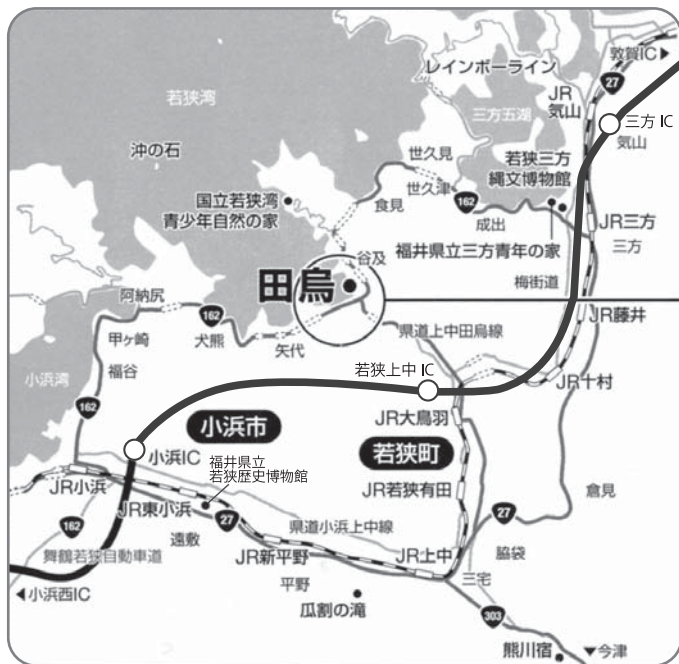 敦賀IC▶
レインボーライン
27
若狭湾
三方五湖
JR
気山
三方 IC
気山
沖の石
世久見
若狭三方
縄文博物館
国立若狭湾
青少年自然の家
食見
世久津
162
成出
JR三方
三方
福井県立三方青年の家
谷及
田烏
梅街道
阿納尻
162
JR藤井
甲ヶ崎
犬熊
矢代
県道上中田烏線
小浜湾
福谷
若狭上中 IC
JR十村
162
小浜市
JR大鳥羽
小浜IC
若狭町
福井県立
若狭歴史博物館
JR小浜
JR東小浜
JR若狭有田
倉見
162
遠敷
27
県道小浜上中線
27
舞鶴若狭自動車道
JR新平野
JR上中
脇袋
◀小浜西IC
平野
三宅
瓜割の滝
303
熊川宿
▼今津